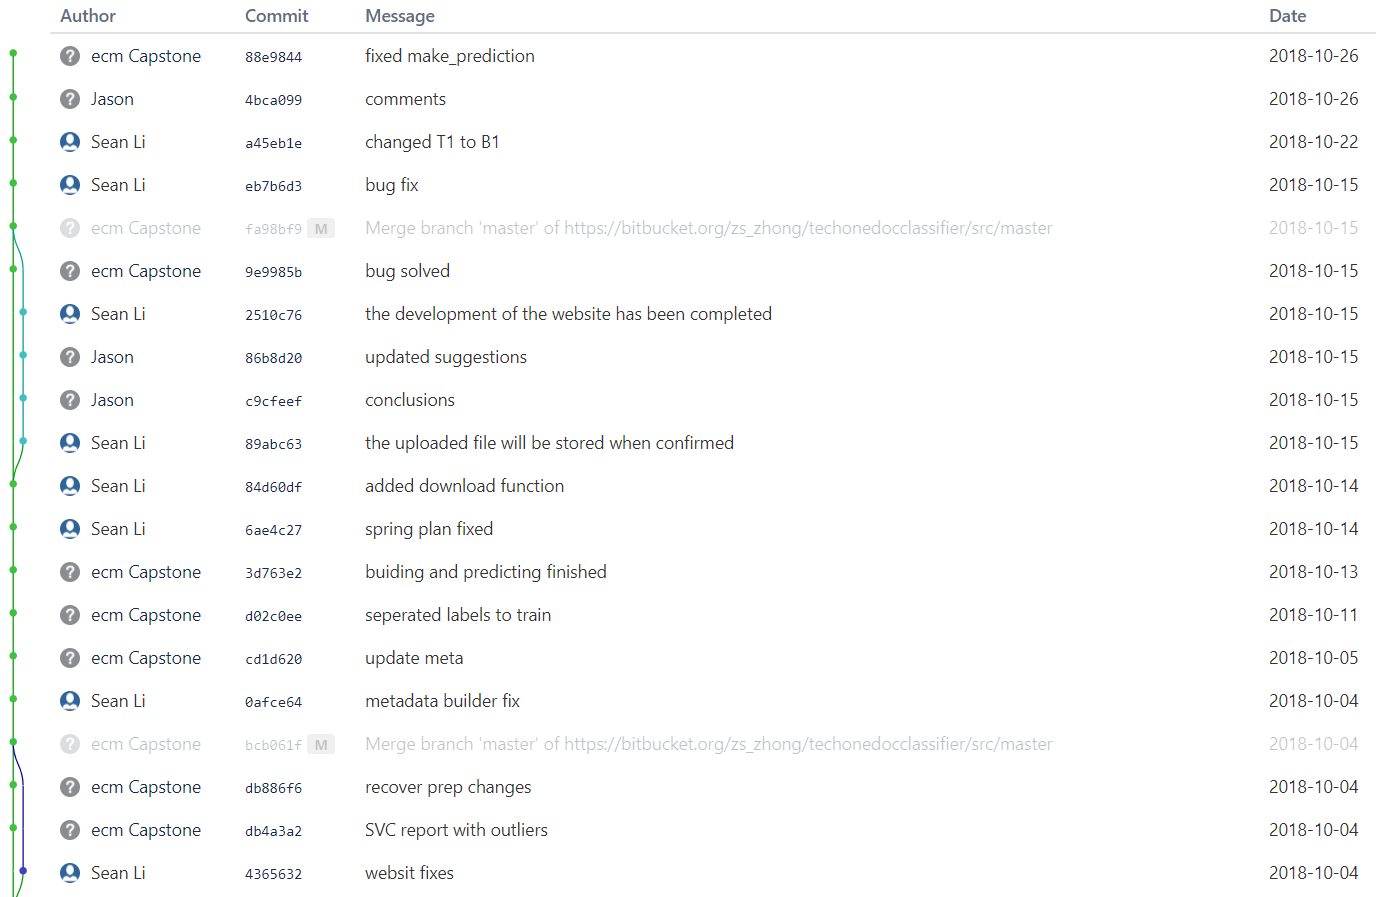 Author Commit Message Date
ecm Capstone 88e9844 fixed make_prediction 2018-10-26
Jason 4bca099 comments 2018-10-26
Sean Li a45eb1e changed T1 to B1 2018-10-22
Sean Li eb7b6d3 bug fix 2018-10-15
ecm Capstone fa98bf9 M Merge branch 'master' of https://bitbucket.org/zs_zhong/techonedocclassifier/src/master 2018-10-15
ecm Capstone 9e9985b bug solved 2018-10-15
Sean Li 2510c76 the development of the website has been completed 2018-10-15
Jason 86b8d20 updated suggestions 2018-10-15
Jason c9cfeef conclusions 2018-10-15
Sean Li 89abc63 the uploaded file will be stored when confirmed 2018-10-15
Sean Li 84d60df added download function 2018-10-14
Sean Li 6ae4c27 spring plan fixed 2018-10-14
ecm Capstone 3d763e2 buiding and predicting finished 2018-10-13
ecm Capstone d02c0ee seperated labels to train 2018-10-11
ecm Capstone cd1d620 update meta 2018-10-05
Sean Li 0afce64 metadata builder fix 2018-10-04
ecm Capstone bcb061f M Merge branch 'master' of https://bitbucket.org/zs_zhong/techonedocclassifier/src/master 2018-10-04
ecm Capstone db886f6 recover prep changes 2018-10-04
ecm Capstone db4a3a2 SVC report with outliers 2018-10-04
Sean Li 4365632 websit fixes 2018-10-04